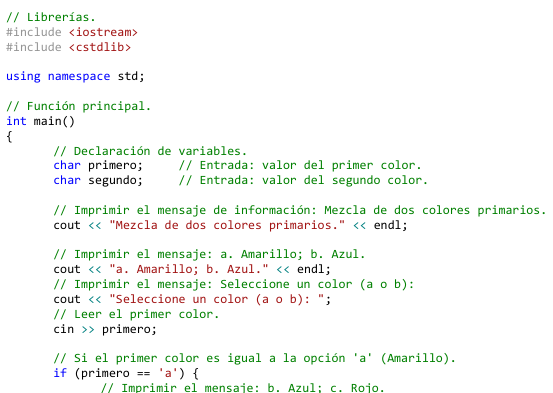 // Librerías.
#include <iostream>
#include <cstdlib>
using namespace std;
// Función principal.
int main()
{
// Declaración de variables.
char primero; // Entrada: valor del primer color.
char segundo; // Entrada: valor del segundo color.
// Imprimir el mensaje de información: Mezcla de dos colores primarios.
cout << "Mezcla de dos colores primarios." << endl;
// Imprimir el mensaje: a. Amarillo; b. Azul.
cout << "a. Amarillo; b. Azul." << endl;
// Imprimir el mensaje: Seleccione un color (a o b):
cout << "Seleccione un color (a o b): ";
// Leer el primer color.
cin >> primero;
// Si el primer color es igual a la opción 'a' (Amarillo).
if (primero == 'a') {
// Imprimir el mensaje: b. Azul; c. Rojo.